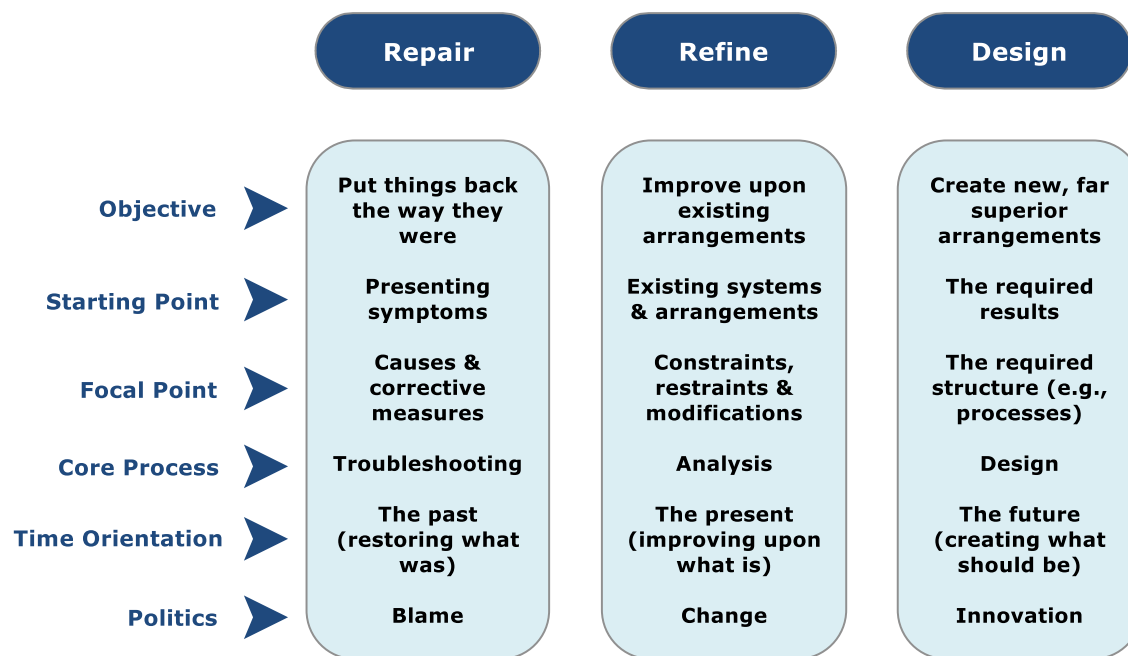 Repair
Refine
Design
Objective
Put things back
the way they
were
Improve upon
existing
arrangements
Create new, far
superior
arrangements
Starting Point
Presenting
symptoms
Existing systems
& arrangements
The required
results
Focal Point
Causes &
corrective
measures
Constraints,
restraints &
modifications
The required
structure (e.g.,
processes)
Core Process
Troubleshooting
Analysis
Design
Time Orientation
The past
(restoring what
was)
The present
(improving upon
what is)
The future
(creating what
should be)
Politics
Blame
Change
Innovation